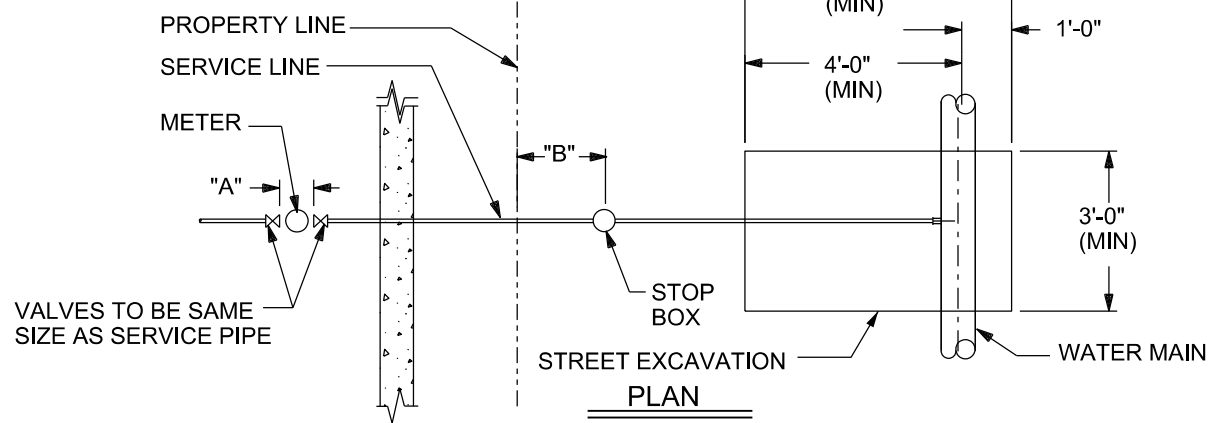 (MIN)
PROPERTY LINE
1'-0"
SERVICE LINE
4'-0"
(MIN)
METER
"B"
"A"
3'-0"
(MIN)
STOP
BOX
VALVES TO BE SAME
SIZE AS SERVICE PIPE
STREET EXCAVATION
WATER MAIN
PLAN